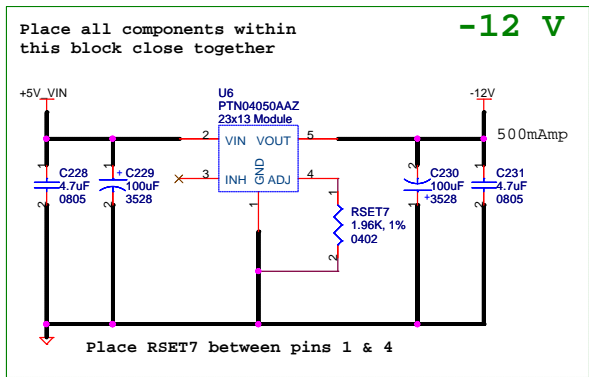 Place all components within
this block close together
-12 V
+5V_VIN
U6
PTN04050AAZ
23x13 Module
-12V
500mAmp
2 VIN VOUT 5
3 INH GND ADJ 4
1
1 C228
4.7uF
2 0805
1 + C229
100uF
2 3528
1
RSET7
1.96K, 1%
0402
2
2 C230
100uF
1 +3528
1 C231
4.7uF
2 0805
Place RSET7 between pins 1 & 4